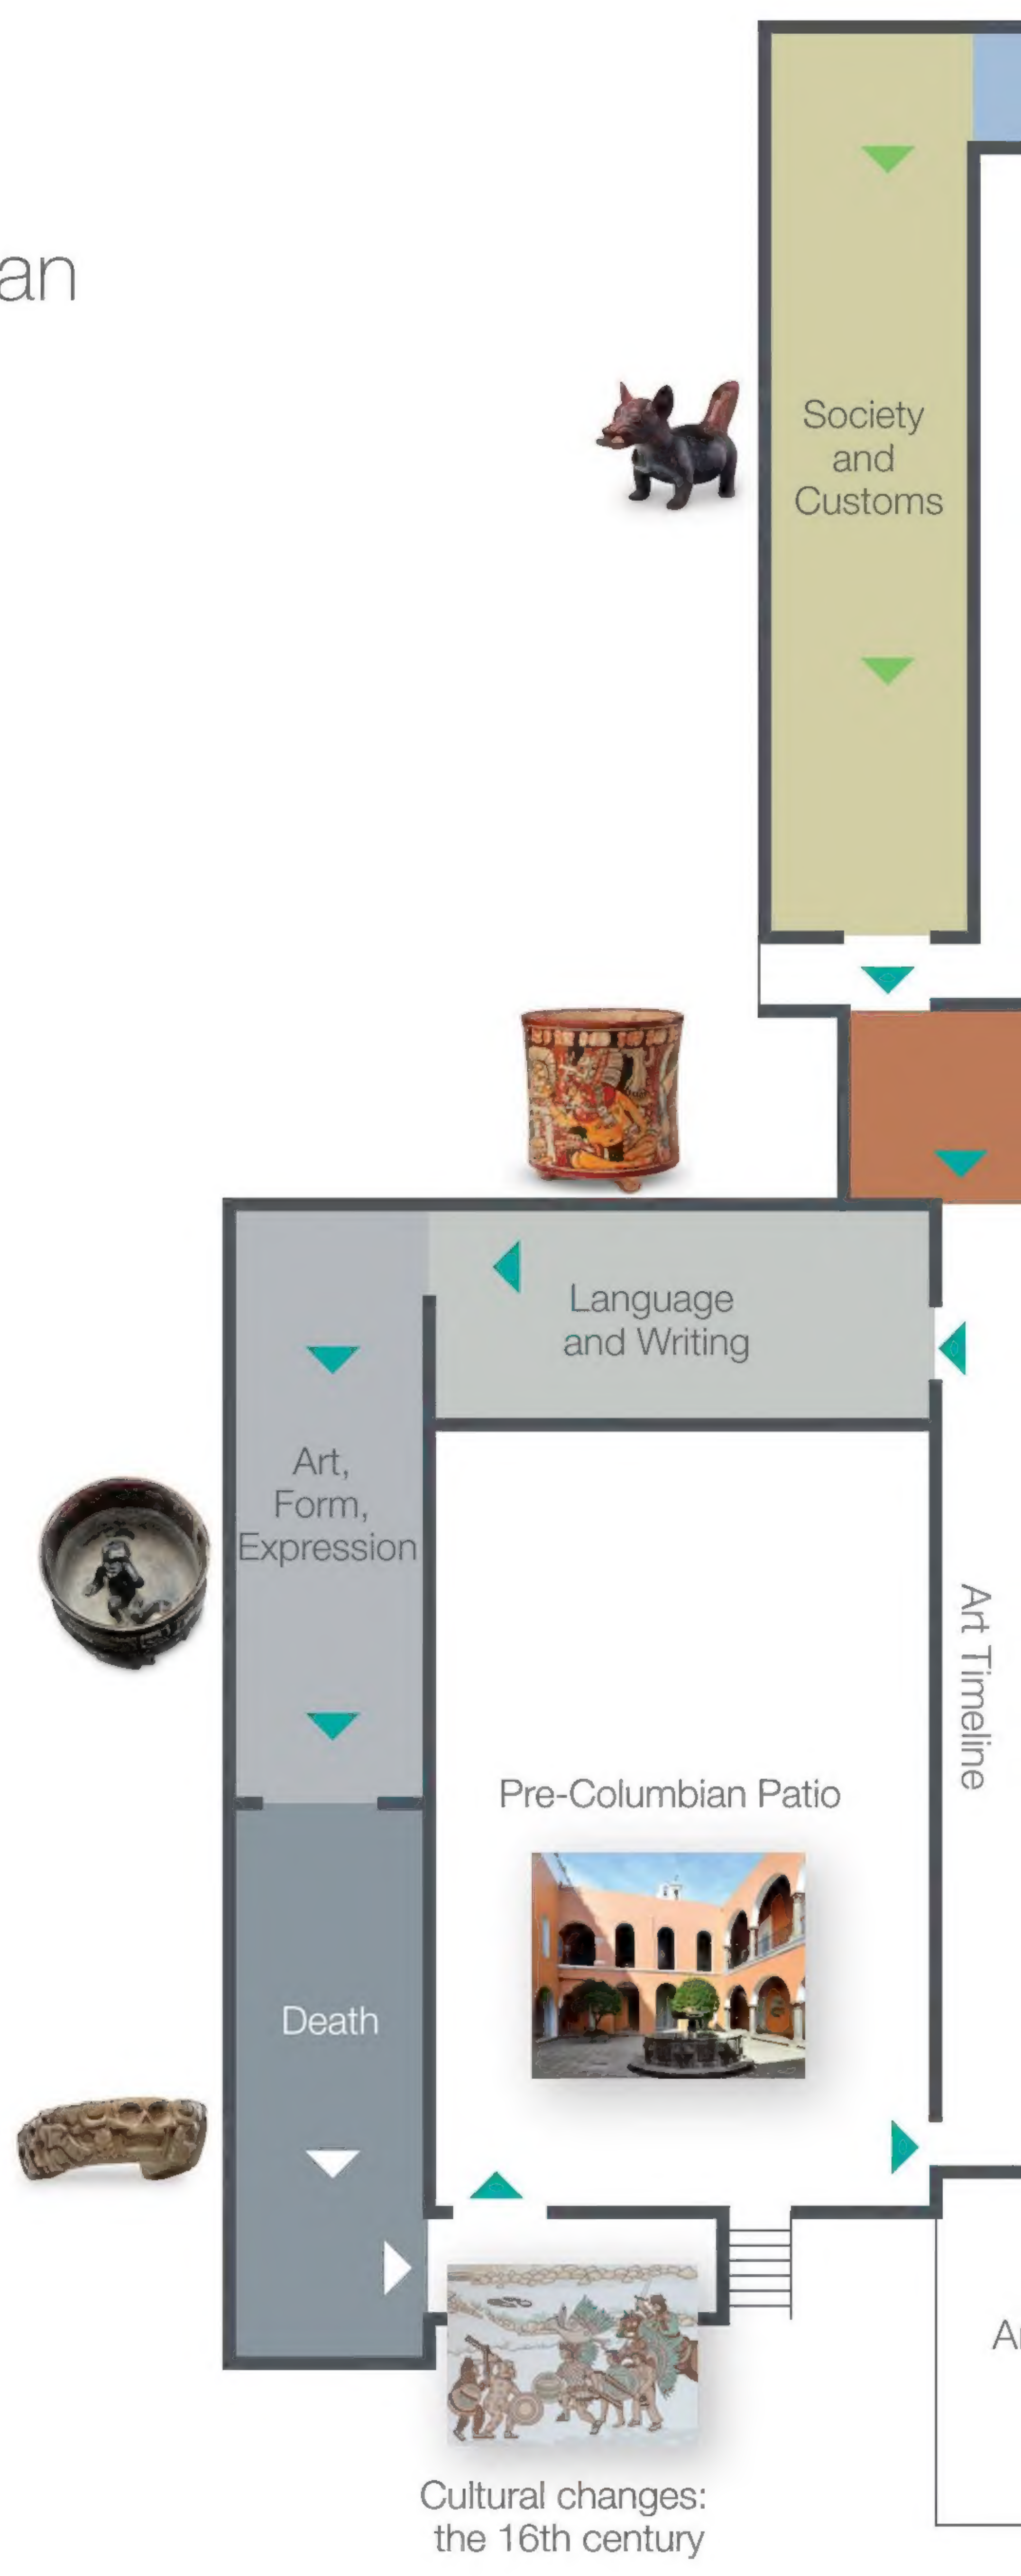 an
Society
and
Customs
Language
and Writing
Art,
Form,
Expression
Art Timeline
Pre-Columbian Patio
Death
Cultural changes:
the 16th century